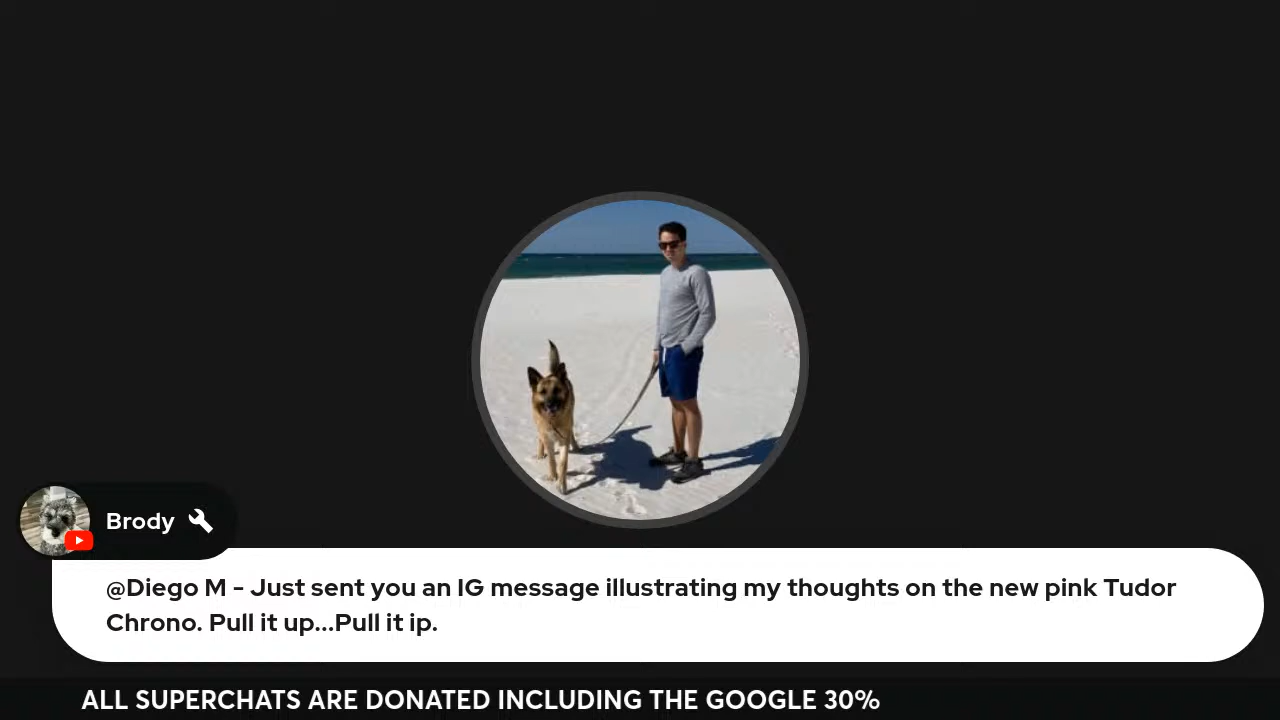 Brody
@Diego M - Just sent you an IG message illustrating my thoughts on the new pink Tudor
Chrono. Pull it up...Pull it ip.
ALL SUPERCHATS ARE DONATED INCLUDING THE GOOGLE 30%